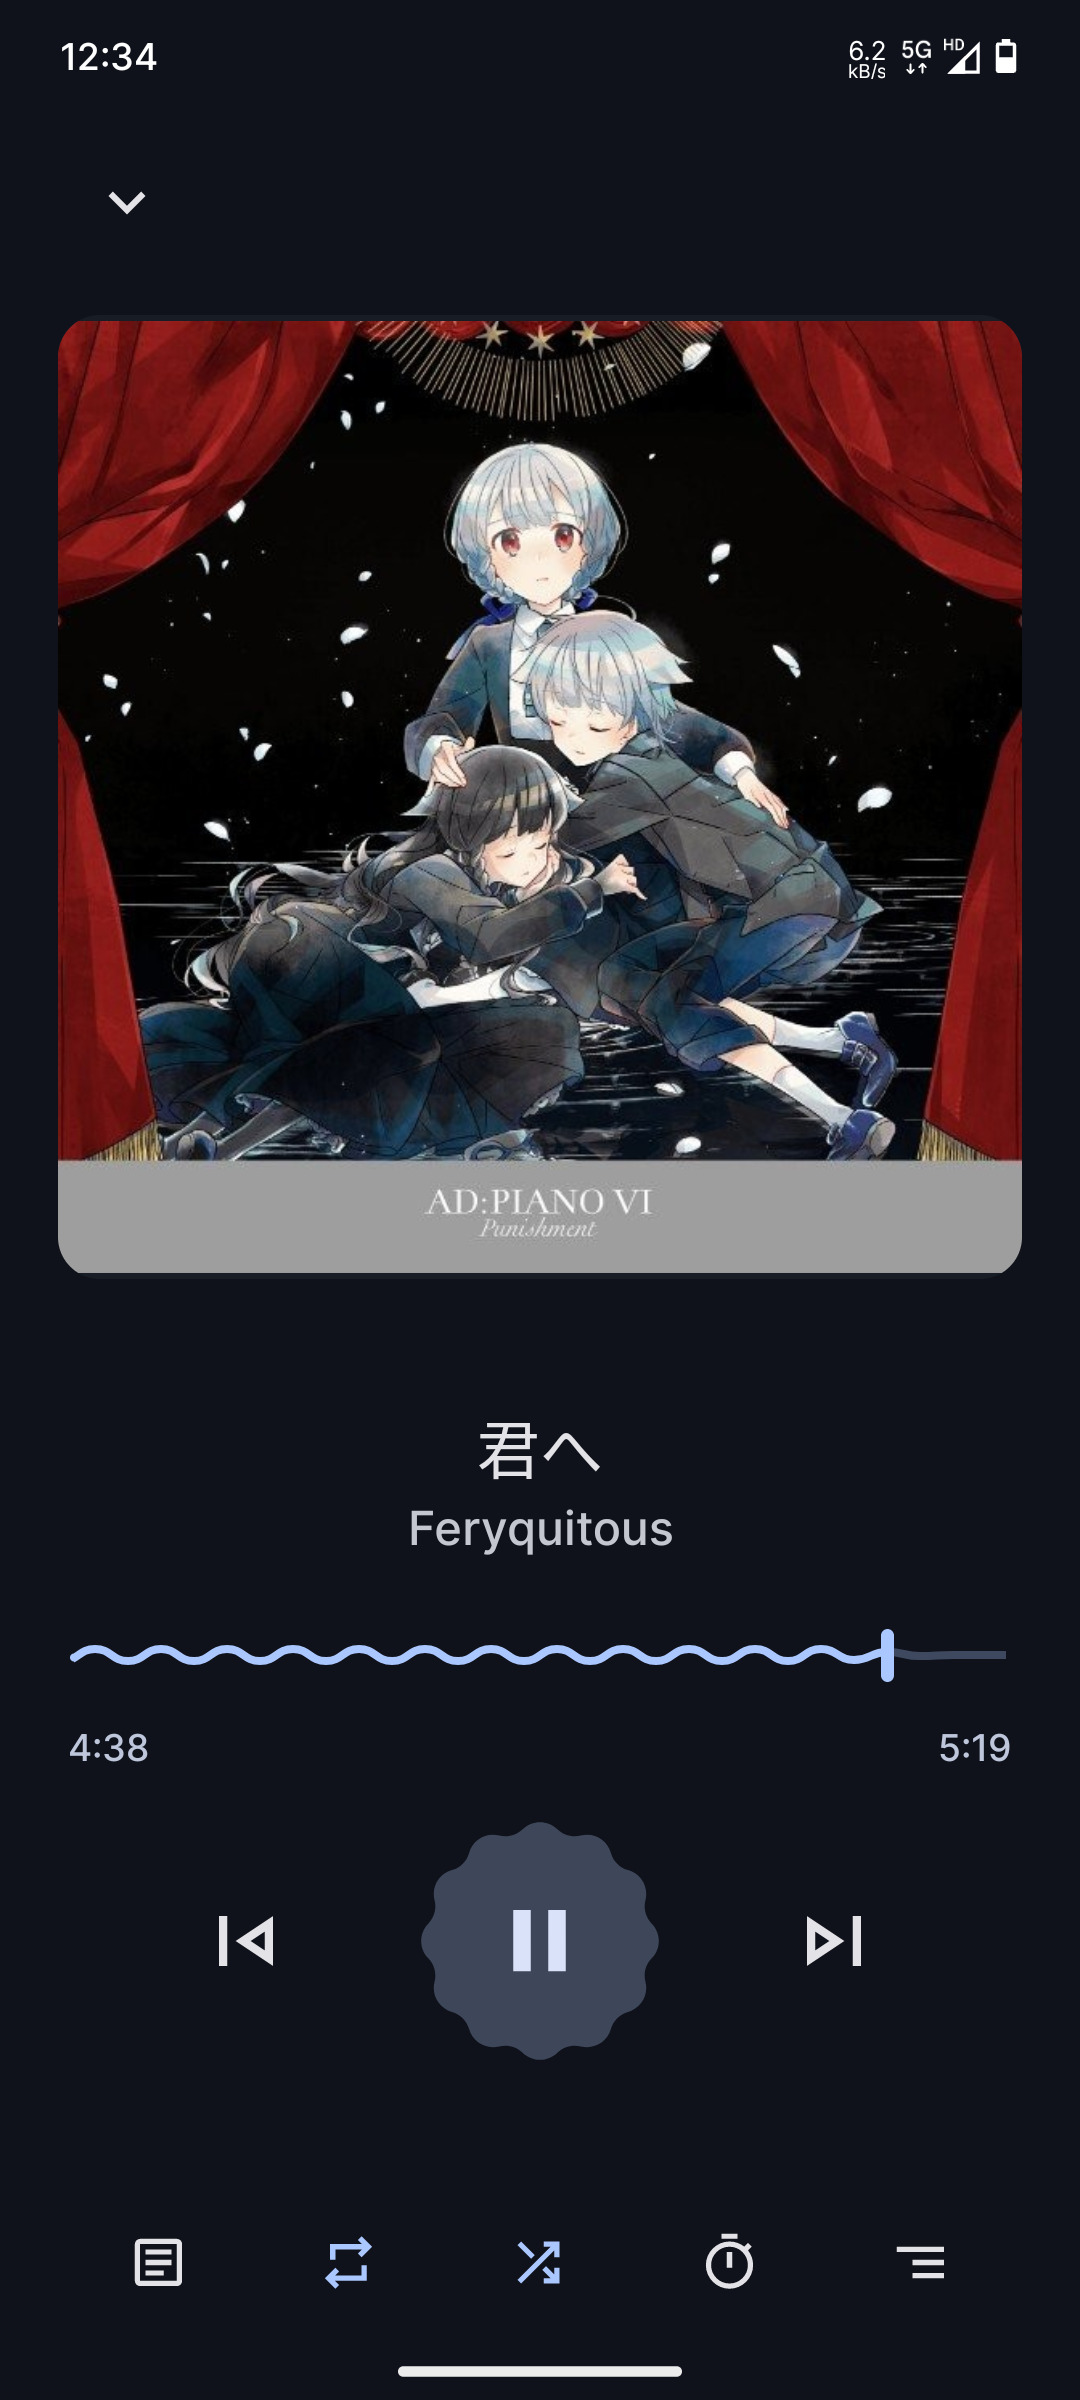 12:34
6.2
kB/s
5G
HD
AD:PIANO VI
Punishment
君へ
Feryquitous
4:38
5:19